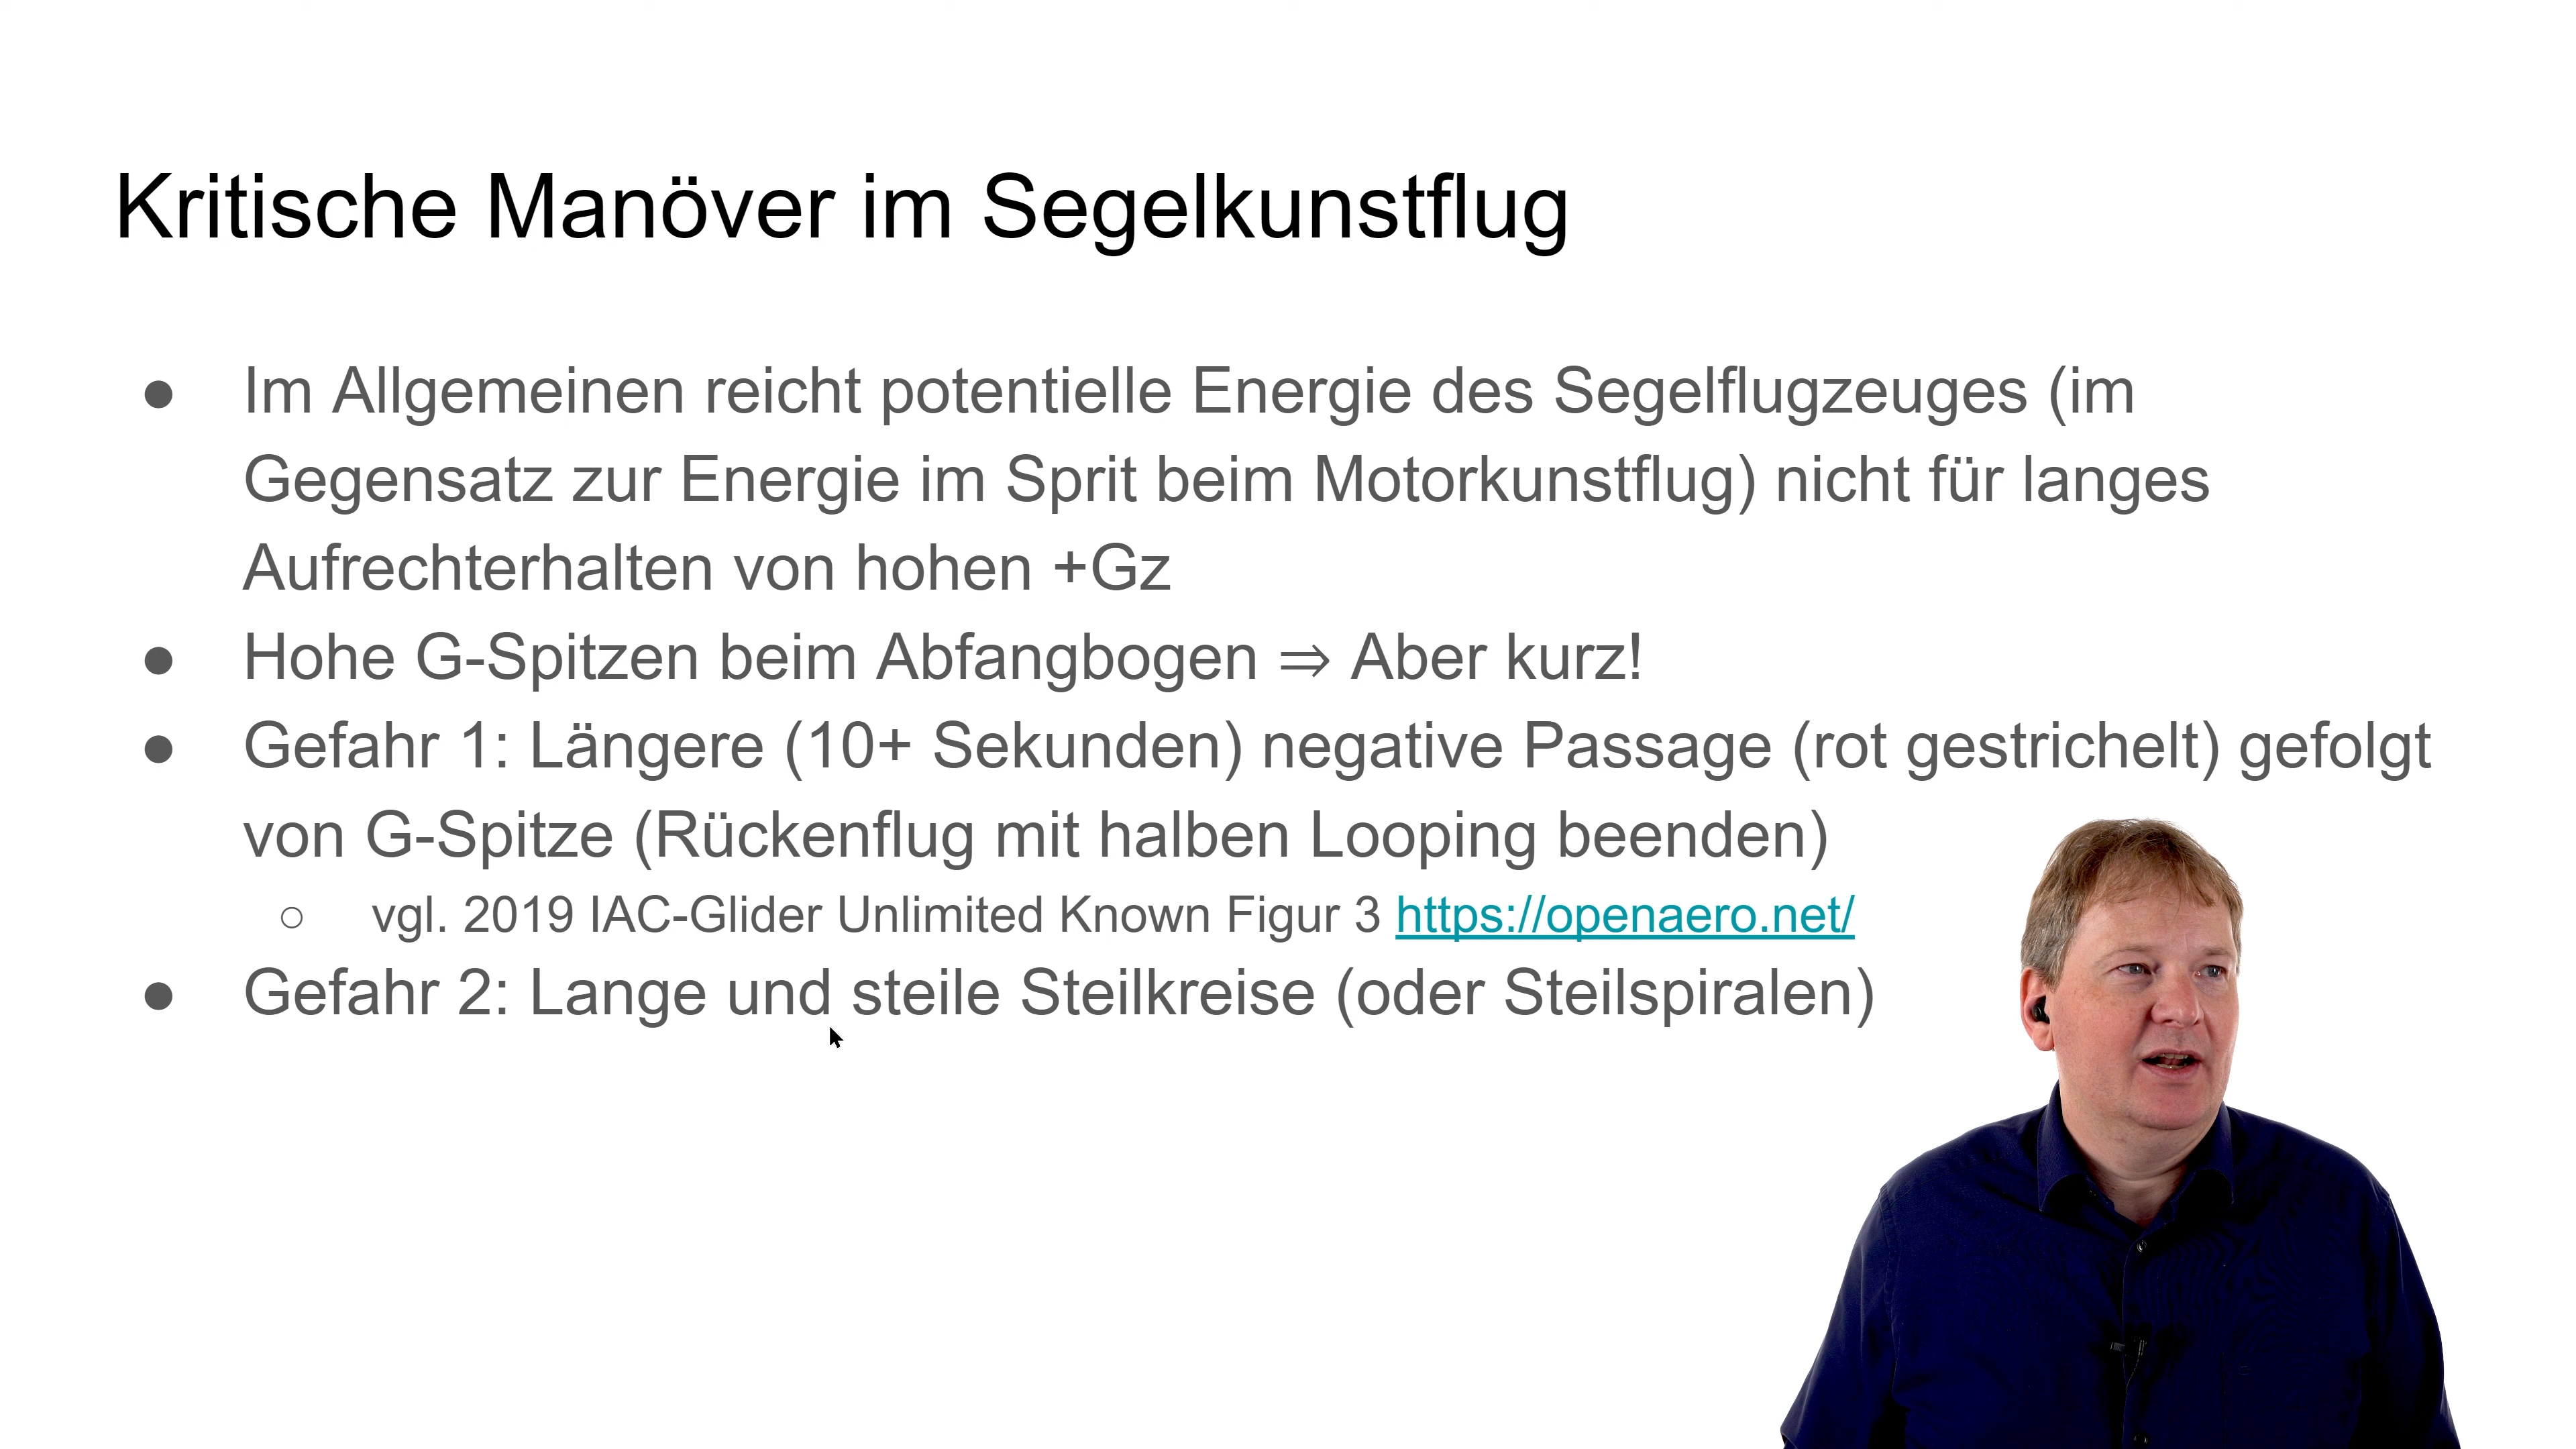 Kritische Manöver im Segelkunstflug
● Im Allgemeinen reicht potentielle Energie des Segelflugzeuges (im
Gegensatz zur Energie im Sprit beim Motorkunstflug) nicht für langes
Aufrechterhalten von hohen +Gz
● Hohe G-Spitzen beim Abfangbogen ⇒ Aber kurz!
● Gefahr 1: Längere (10+ Sekunden) negative Passage (rot gestrichelt) gefolgt
von G-Spitze (Rückenflug mit halben Looping beenden)
○ vgl. 2019 IAC-Glider Unlimited Known Figur 3 https://openaero.net/
● Gefahr 2: Lange und steile Steilkreise (oder Steilspiralen)